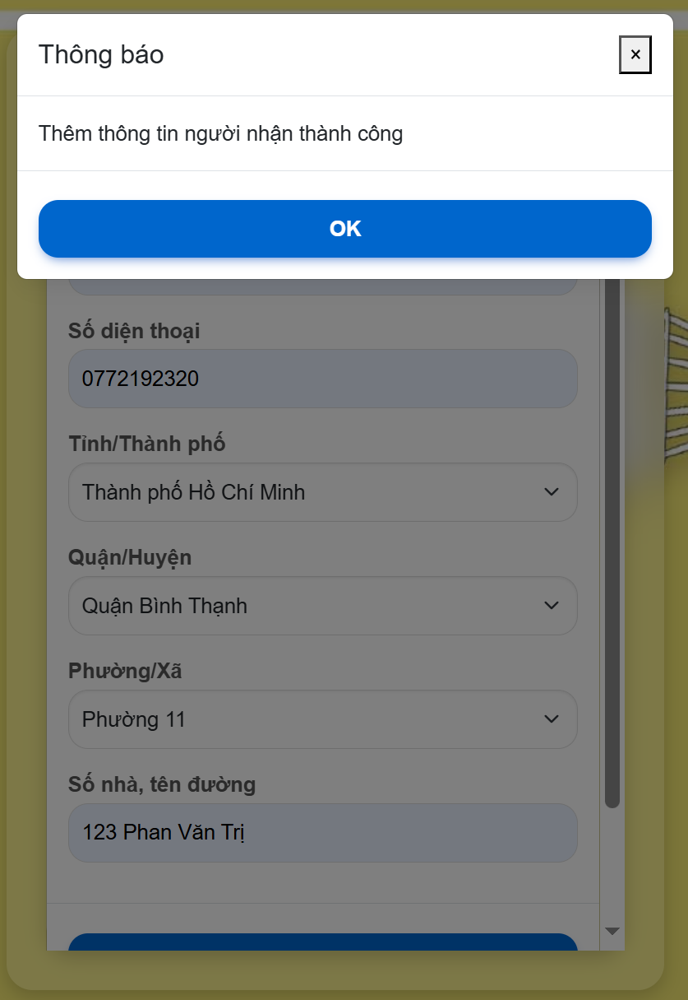 Thông báo
×
Thêm thông tin người nhận thành công
OK
Số diện thoại
0772192320
Tỉnh/Thành phố
Thành phố Hồ Chí Minh
Quận/Huyện
Quận Bình Thạnh
Phường/Xã
Phường 11
Số nhà, tên đường
123 Phan Văn Trị